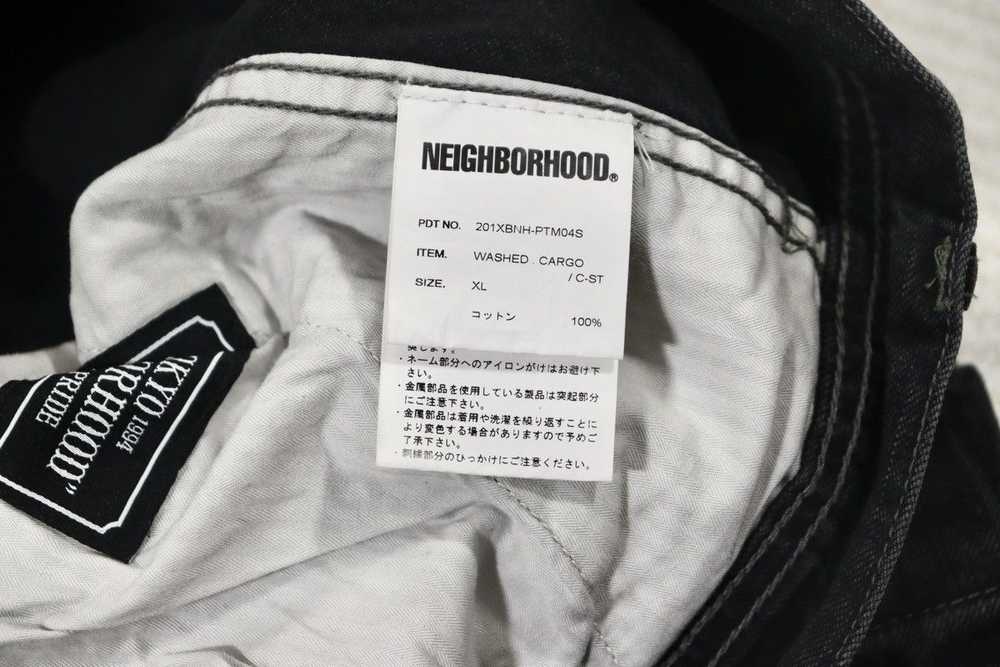 NEIGHBORHOOD®
PDT NO. 201XBNH-PTM04S
ITEM. WASHED . CARGO
/ C-ST
SIZE. XL
コットン 100%
・ネーム部分へのアイロンがけはお避け下
さい。
・金属部品を使用している製品は突起部分
にご注意ください。
・金属部品は着用や洗濯を繰り返すことに
より変色する場合がありますので予めご
了承下さい。
・刺繍部分のひっかけにご注意ください。
1994
PRIDE